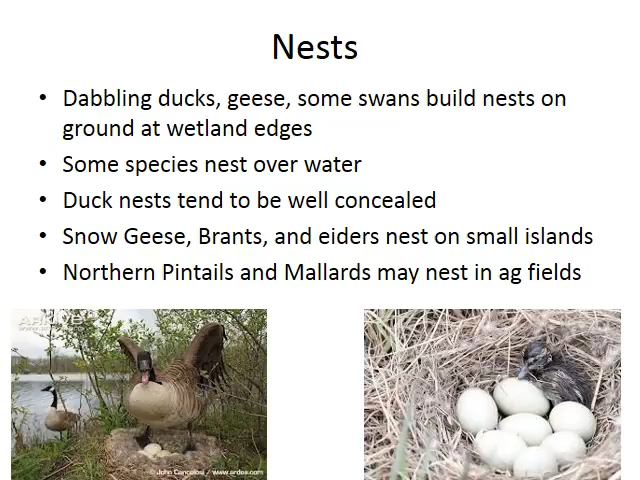 Nests
• Dabbling ducks, geese, some swans build nests on
ground at wetland edges
• Some species nest over water
• Duck nests tend to be well concealed
• Snow Geese, Brants, and eiders nest on small islands
• Northern Pintails and Mallards may nest in ag fields
© John Cancalosi / www.ardea.com